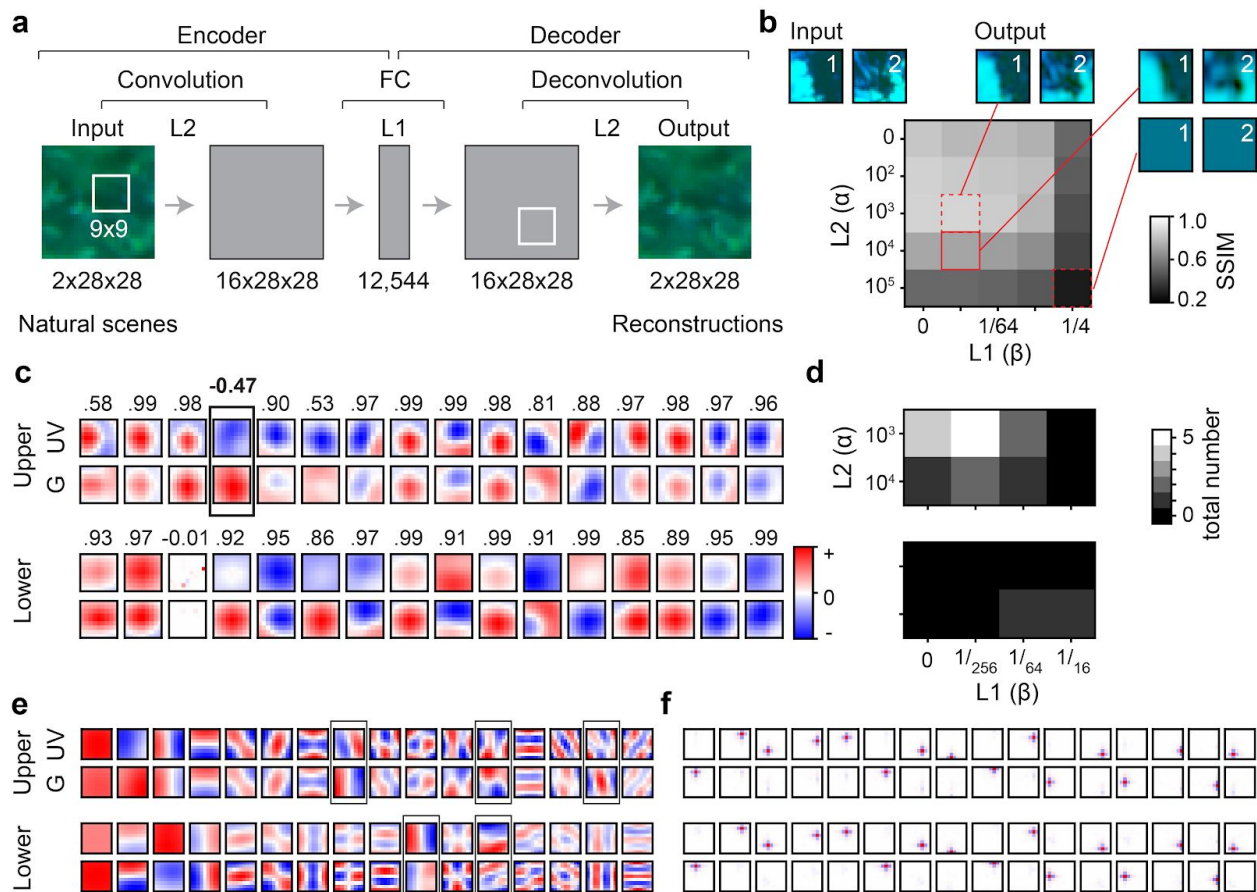 a
Encoder
Decoder
Convolution
FC
Deconvolution
Input
L2
L1
L2
Output
9x9
2x28x28
16x28x28
12,544
16x28x28
2x28x28
Natural scenes
Reconstructions
b
Input
Output
1 2 1 2 1 2
1 2
L2 (α)
0
10²
10³
10⁴
10⁵
0 1/64 1/4
L1 (β)
1.0
0.6
0.2
SSIM
c
-0.47
.58 .99 .98 .90 .53 .97 .99 .99 .98 .81 .88 .97 .98 .97 .96
Upper
UV
G
.93 .97 -0.01 .92 .95 .86 .97 .99 .91 .99 .91 .99 .85 .89 .95 .99
Lower
+
0
-
d
L2 (α)
10³
10⁴
5
0
total number
0 1/256 1/64 1/16
L1 (β)
e
Upper
UV
G
Lower
f